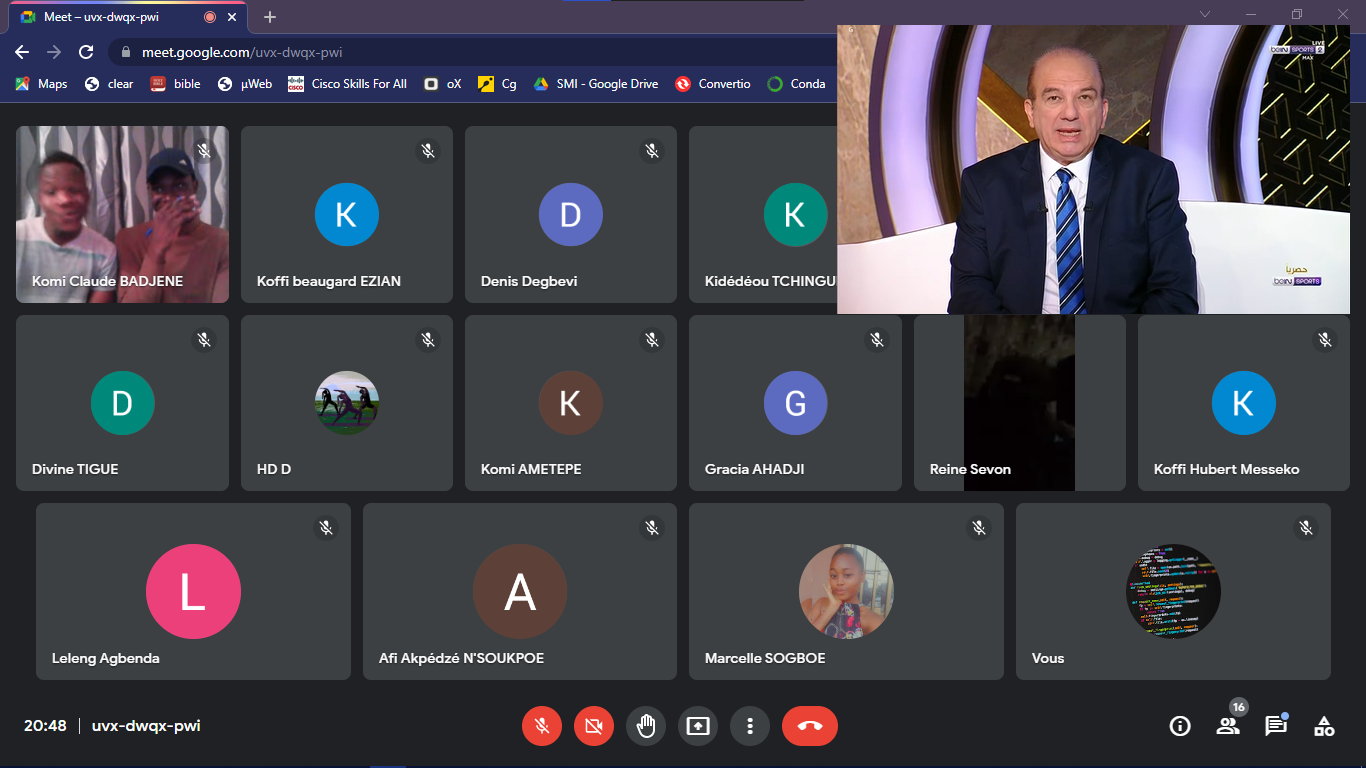 Meet – uvx-dwqx-pwi
meet.google.com/uvx-dwqx-pwi
Maps
clear
bible
µWeb
Cisco Skills For All
oX
Cg
SMI - Google Drive
Convertio
Conda
LIVE
beIN SPORTS 2
MAX
حصرياً
beIN SPORTS
Komi Claude BADJENE
K
Koffi beaugard EZIAN
D
Denis Degbevi
K
Kidédéou TCHINGU
D
Divine TIGUE
HD D
K
Komi AMETEPE
G
Gracia AHADJI
Reine Sevon
K
Koffi Hubert Messeko
L
Leleng Agbenda
A
Afi Akpédzé N'SOUKPOE
Marcelle SOGBOE
Vous
20:48 | uvx-dwqx-pwi
16